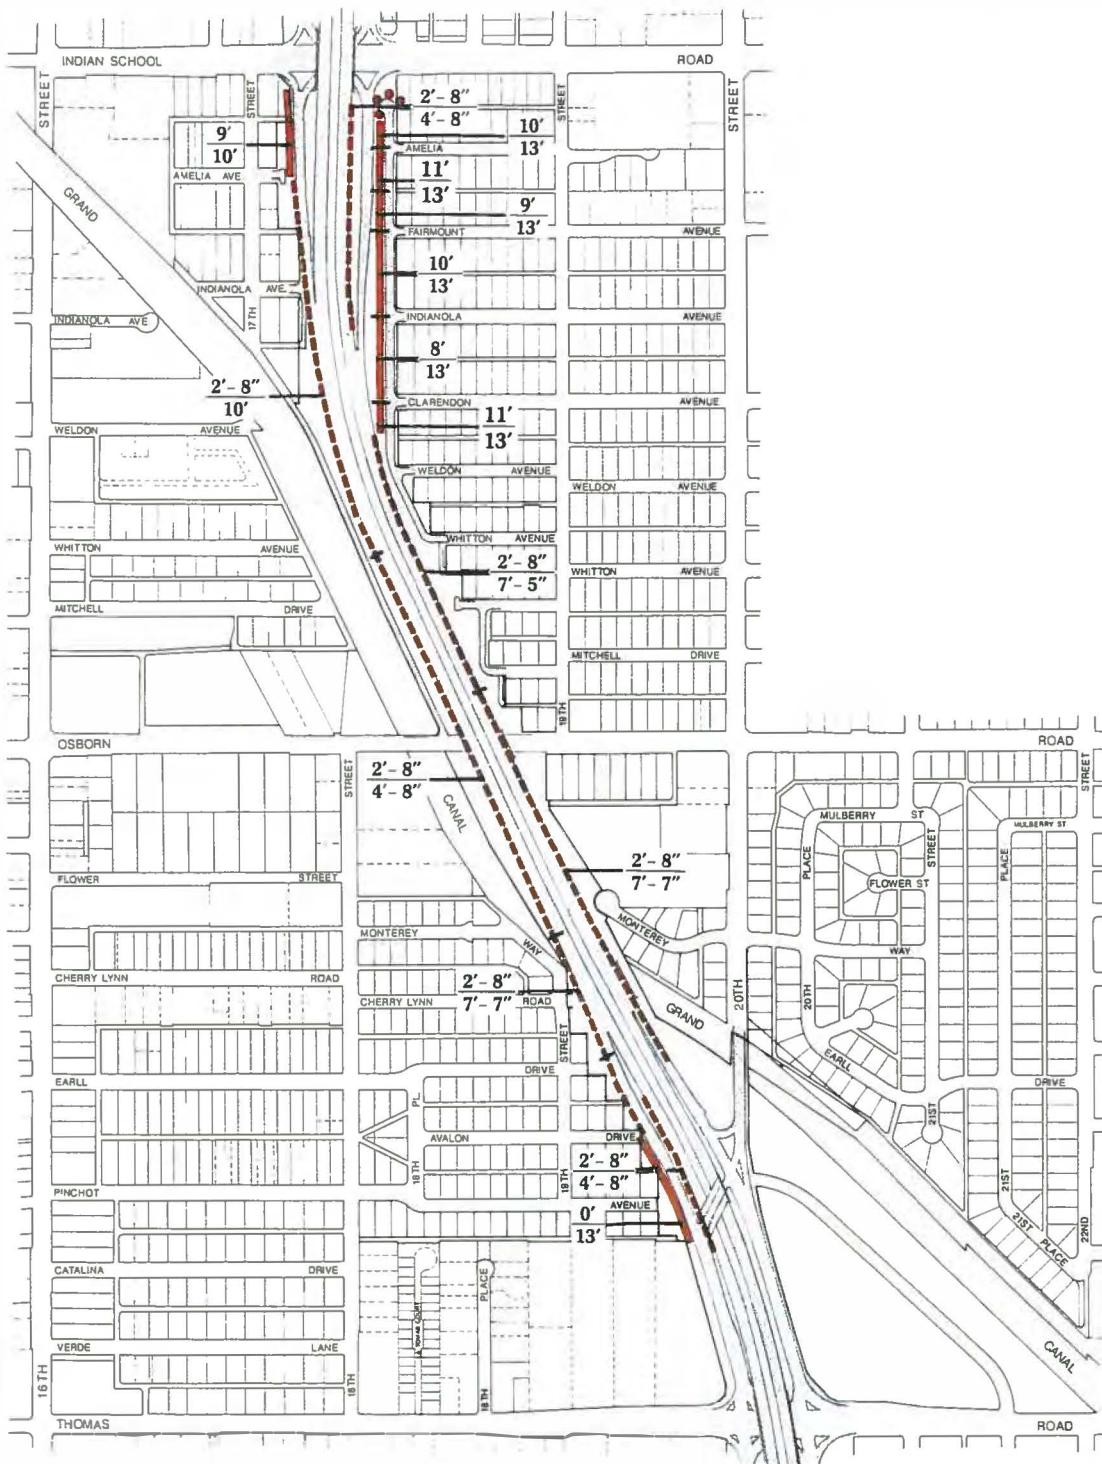 INDIAN SCHOOL
ROAD
STREET
STREET
STREET
STREET
2'- 8"
4'- 8"
9'
10'
10'
13'
AMELIA
AMELIA AVE
11'
13'
9'
13'
GRAND
FAIRMOUNT
AVENUE
10'
13'
INDIANOLA AVE.
INDIANOLA AVE
17TH
INDIANOLA
AVENUE
8'
13'
2'- 8"
10'
CLARENDON
AVENUE
11'
13'
WELDON
AVENUE
WELDON
AVENUE
WELDON
AVENUE
WHITTON
AVENUE
WHITTON
AVENUE
2'- 8"
7'- 5"
WHITTON
AVENUE
MITCHELL
DRIVE
MITCHELL
DRIVE
19TH
OSBORN
ROAD
STREET
STREET
2'- 8"
4'- 8"
CANAL
MULBERRY ST
MULBERRY ST
STREET
PLACE
PLACE
2'- 8"
7'- 7"
FLOWER
STREET
FLOWER ST
MONTEREY
WAY
MONTEREY
WAY
CHERRY LYNN
ROAD
2'- 8"
7'- 7"
CHERRY LYNN
ROAD
20TH
20TH
GRAND
STREET
EARLL
DRIVE
EARLL
DRIVE
PL.
21ST
AVALON
DRIVE
18TH
2'- 8"
4'- 8"
19TH
21ST
PINCHOT
AVENUE
0'
13'
21ST PLACE
22ND
CATALINA
DRIVE
PLACE
VERDE
LANE
CANAL
16TH
18TH
18TH
THOMAS
ROAD